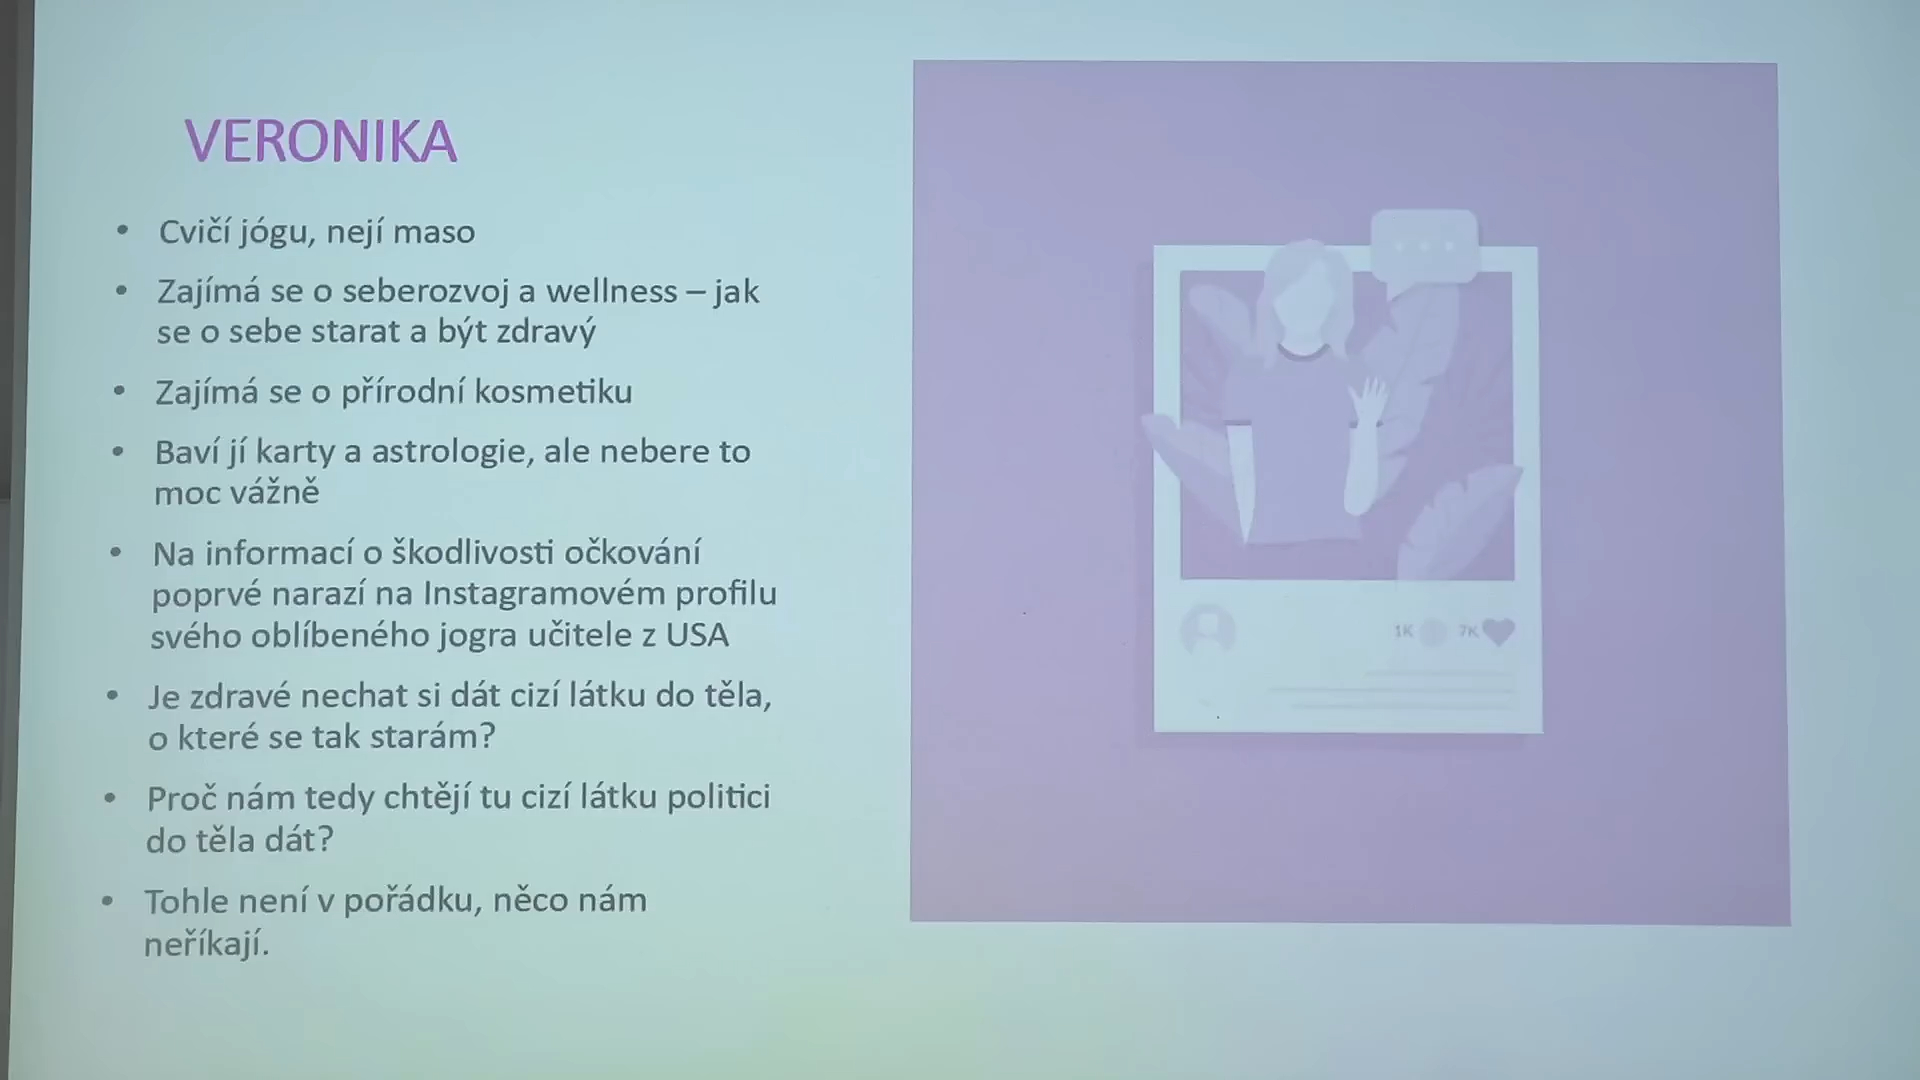 VERONIKA
• Cvičí jógu, nejí maso
• Zajímá se o seberozvoj a wellness – jak
se o sebe starat a být zdravý
• Zajímá se o přírodní kosmetiku
• Baví jí karty a astrologie, ale nebere to
moc vážně
• Na informací o škodlivosti očkování
poprvé narazí na Instagramovém profilu
svého oblíbeného jogra učitele z USA
• Je zdravé nechat si dát cizí látku do těla,
o které se tak starám?
• Proč nám tedy chtějí tu cizí látku politici
do těla dát?
• Tohle není v pořádku, něco nám
neříkají.
1K 7K